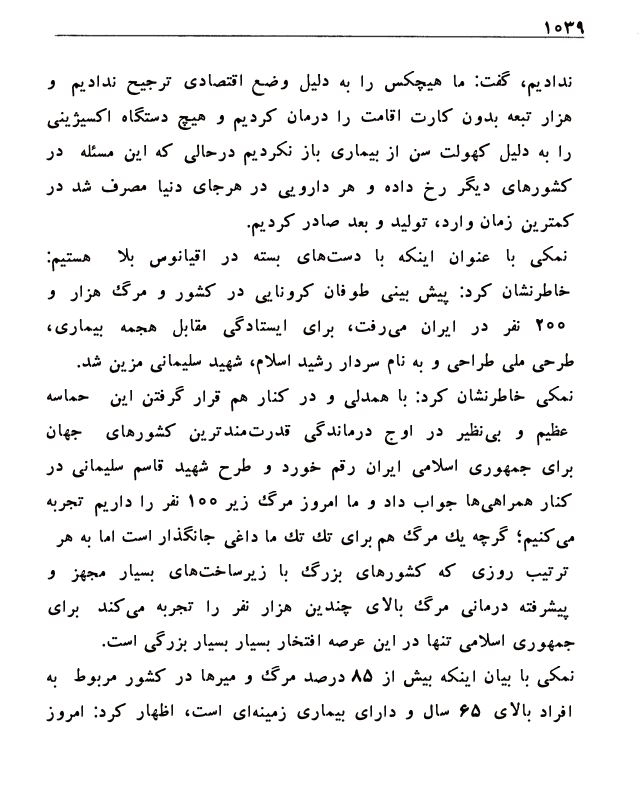 ۱۰۳۹
ندادیم، گفت: ما هیچکس را به دلیل وضع اقتصادی ترجیح ندادیم و
هزار تبعه بدون کارت اقامت را درمان کردیم و هیچ دستگاه اکسیژینی
را به دلیل کهولت سن از بیماری باز نکردیم درحالی که این مسئله در
کشورهای دیگر رخ داده و هر دارویی در هرجای دنیا مصرف شد در
کمترین زمان وارد، تولید و بعد صادر کردیم.
نمکی با عنوان اینکه با دست‌های بسته در اقیانوس بلا هستیم:
خاطرنشان کرد: پیش بینی طوفان کرونایی در کشور و مرگ هزار و
۲۰۰ نفر در ایران می‌رفت، برای ایستادگی مقابل هجمه بیماری،
طرحی ملی طراحی و به نام سردار رشید اسلام، شهید سلیمانی مزین شد.
نمکی خاطرنشان کرد: با همدلی و در کنار هم قرار گرفتن این حماسه
عظیم و بی‌نظیر در اوج درماندگی قدرت‌مندترین کشورهای جهان
برای جمهوری اسلامی ایران رقم خورد و طرح شهید قاسم سلیمانی در
کنار همراهی‌ها جواب داد و ما امروز مرگ زیر ۱۰۰ نفر را داریم تجربه
می‌کنیم؛ گرچه یك مرگ هم برای تك تك ما داغی جانگذار است اما به هر
ترتیب روزی که کشورهای بزرگ با زیرساخت‌های بسیار مجهز و
پیشرفته درمانی مرگ بالای چندین هزار نفر را تجربه می‌کند برای
جمهوری اسلامی تنها در این عرصه افتخار بسیار بسیار بزرگی است.
نمکی با بیان اینکه بیش از ۸۵ درصد مرگ و میرها در کشور مربوط به
افراد بالای ۶۵ سال و دارای بیماری زمینه‌ای است، اظهار کرد: امروز